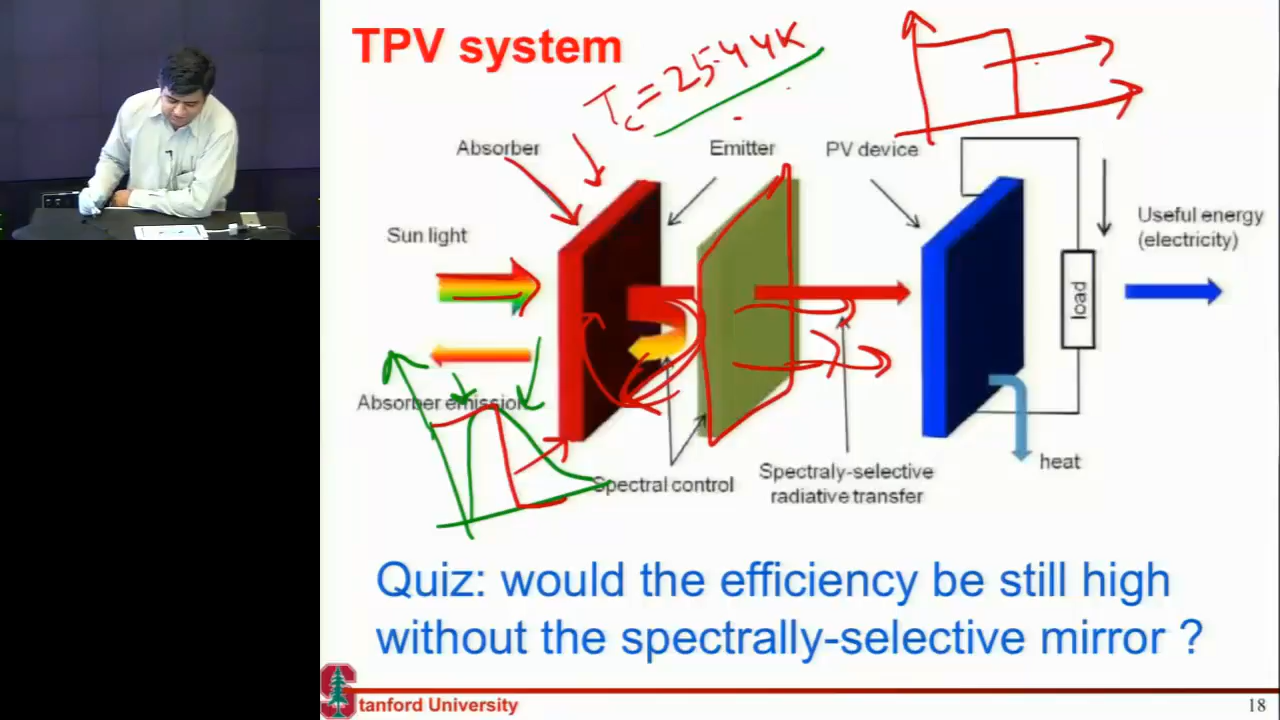 TPV system
Tc = 2544K
Absorber
Emitter
PV device
Sun light
Useful energy
(electricity)
load
Absorber emission
Spectral control
Spectraly-selective
radiative transfer
heat
Quiz: would the efficiency be still high
without the spectrally-selective mirror ?
Stanford University
18